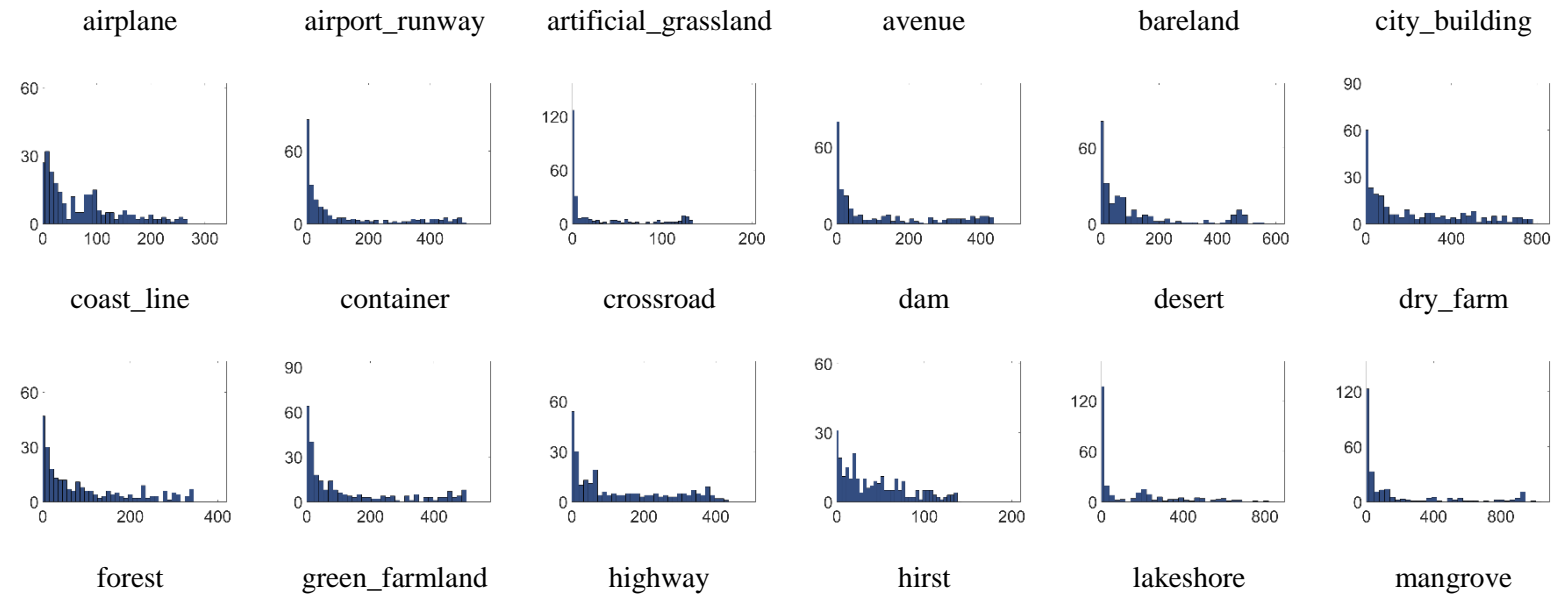 airplane airport_runway artificial_grassland avenue bareland city_building
60 30 0 0 100 200 300
60 0 0 200 400
120 60 0 0 100 200
60 0 0 200 400
60 0 0 200 400 600
90 60 30 0 0 400 800
coast_line container crossroad dam desert dry_farm
60 30 0 0 200 400
90 60 30 0 0 200 400
60 30 0 0 200 400
60 30 0 0 100 200
120 60 0 0 400 800
120 60 0 0 400 800
forest green_farmland highway hirst lakeshore mangrove